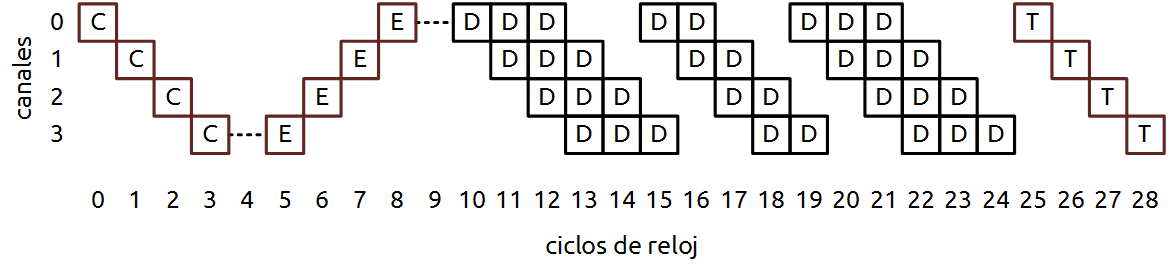 0 C E D D D D D D D D T
1 C E D D D D D D D D T
2 C E D D D D D D D D T
3 C E D D D D D D D D T
canales
0 1 2 3 4 5 6 7 8 9 10 11 12 13 14 15 16 17 18 19 20 21 22 23 24 25 26 27 28
ciclos de reloj